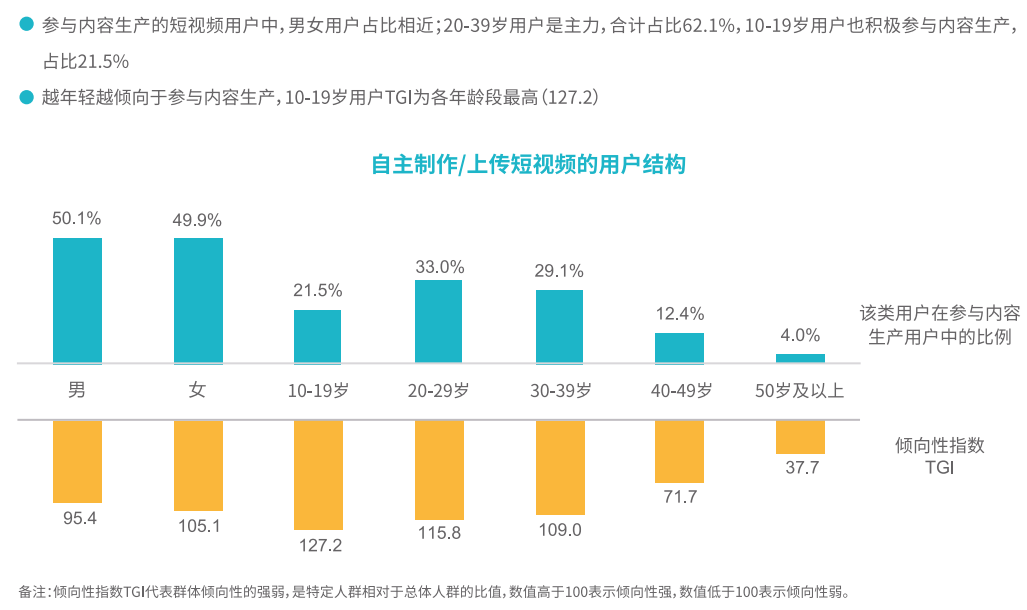 参与内容生产的短视频用户中，男女用户占比相近；20-39岁用户是主力，合计占比62.1%，10-19岁用户也积极参与内容生产，
占比21.5%
越年轻越倾向于参与内容生产，10-19岁用户TGI为各年龄段最高（127.2）
自主制作/上传短视频的用户结构
50.1% 49.9% 21.5% 33.0% 29.1% 12.4% 4.0%
该类用户在参与内容
生产用户中的比例
男 女 10-19岁 20-29岁 30-39岁 40-49岁 50岁及以上
95.4 105.1 127.2 115.8 109.0 71.7 37.7
倾向性指数
TGI
备注：倾向性指数TGI代表群体倾向性的强弱，是特定人群相对于总体人群的比值，数值高于100表示倾向性强，数值低于100表示倾向性弱。